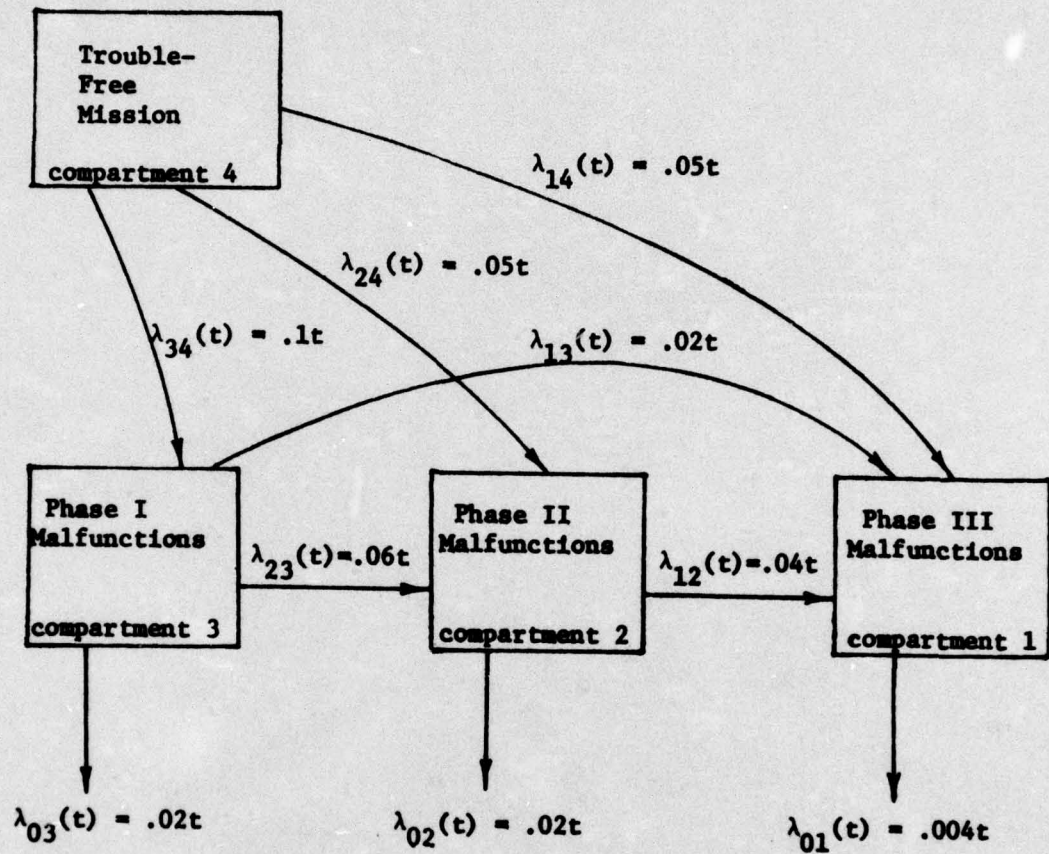 Trouble-
Free
Mission
compartment 4
λ14(t) = .05t
λ24(t) = .05t
λ34(t) = .1t
λ13(t) = .02t
Phase I
Malfunctions
compartment 3
λ23(t)=.06t
Phase II
Malfunctions
compartment 2
λ12(t)=.04t
Phase III
Malfunctions
compartment 1
λ03(t) = .02t
λ02(t) = .02t
λ01(t) = .004t